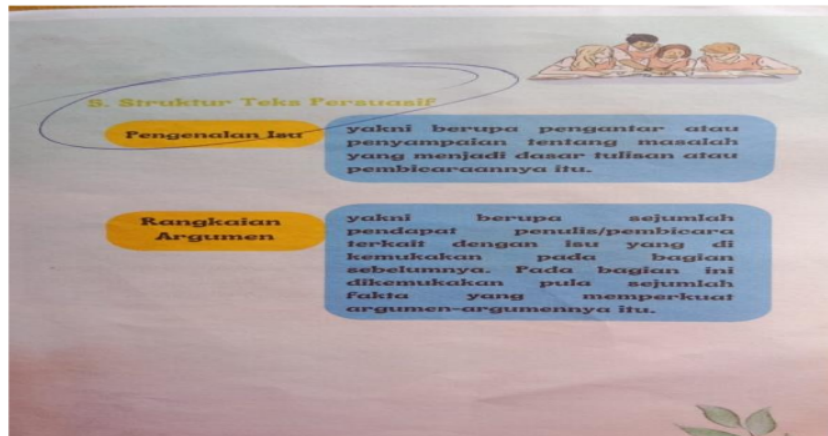 3. Struktur Teks Persuasif
Pengenalan Isu
yakni berupa pengantar atau
penyampaian tentang masalah
yang menjadi dasar tulisan atau
pembicaraannya itu.
Rangkaian
Argumen
yakni berupa sejumlah
pendapat penulis/pembicara
terkait dengan isu yang di
kemukakan pada bagian
sebelumnya. Pada bagian ini
dikemukakan pula sejumlah
fakta yang memperkuat
argumen-argumennya itu.